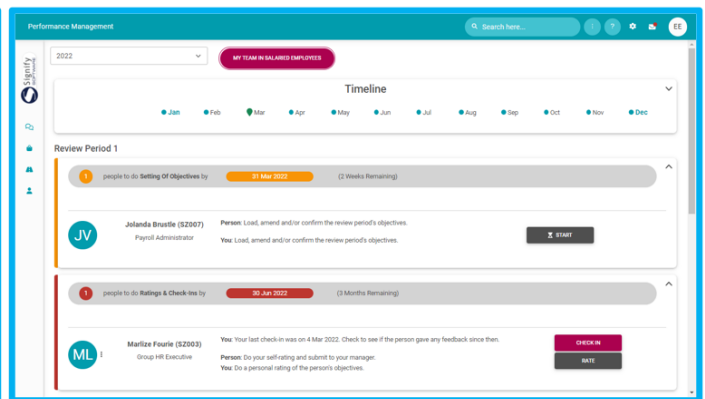 Performance Management
Search here...
?
EE
Signify
SOFTWARE
2022
MY TEAM IN SALARIED EMPLOYEES
Timeline
Jan Feb Mar Apr May Jun Jul Aug Sep Oct Nov Dec
Review Period 1
1 people to do Setting Of Objectives by 31 Mar 2022 (2 Weeks Remaining)
JV
Jolanda Brustle (SZ007)
Payroll Administrator
Person: Load, amend and/or confirm the review period's objectives.
You: Load, amend and/or confirm the review period's objectives.
START
1 people to do Ratings & Check-Ins by 30 Jun 2022 (3 Months Remaining)
ML
Marlize Fourie (SZ003)
Group HR Executive
You: Your last check-in was on 4 Mar 2022. Check to see if the person gave any feedback since then.
Person: Do your self-rating and submit to your manager.
You: Do a personal rating of the person's objectives.
CHECK-IN
RATE